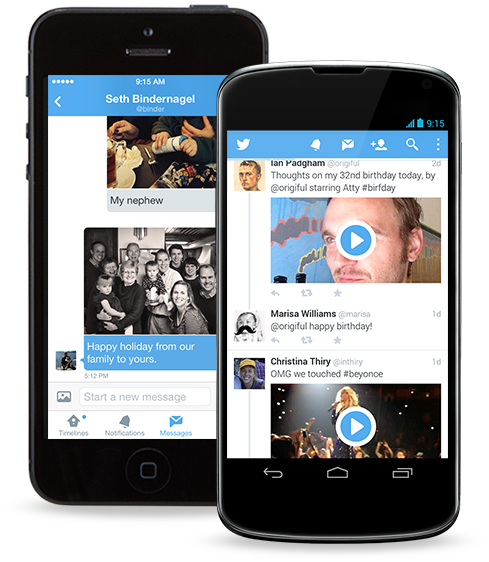 9:15 AM
Seth Bindernagel
@binder
My nephew
Happy holiday from our
family to yours.
5:12 PM
Start a new message
Timelines
Notifications
Messages
9:15
Ian Padgham @origiful 2d
Thoughts on my 32nd birthday today, by
@origiful starring Atty #birfday
Marisa Williams @marisa 1d
@origiful happy birthday!
Christina Thiry @inthiry 1d
OMG we touched #beyonce